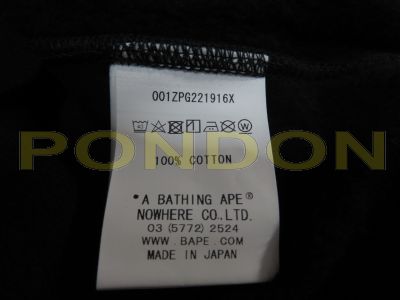 001ZPG221916X
PONDON
100% COTTON
*A BATHING APE®
NOWHERE CO.,LTD.
03 (5772) 2524
WWW.BAPE.COM
MADE IN JAPAN